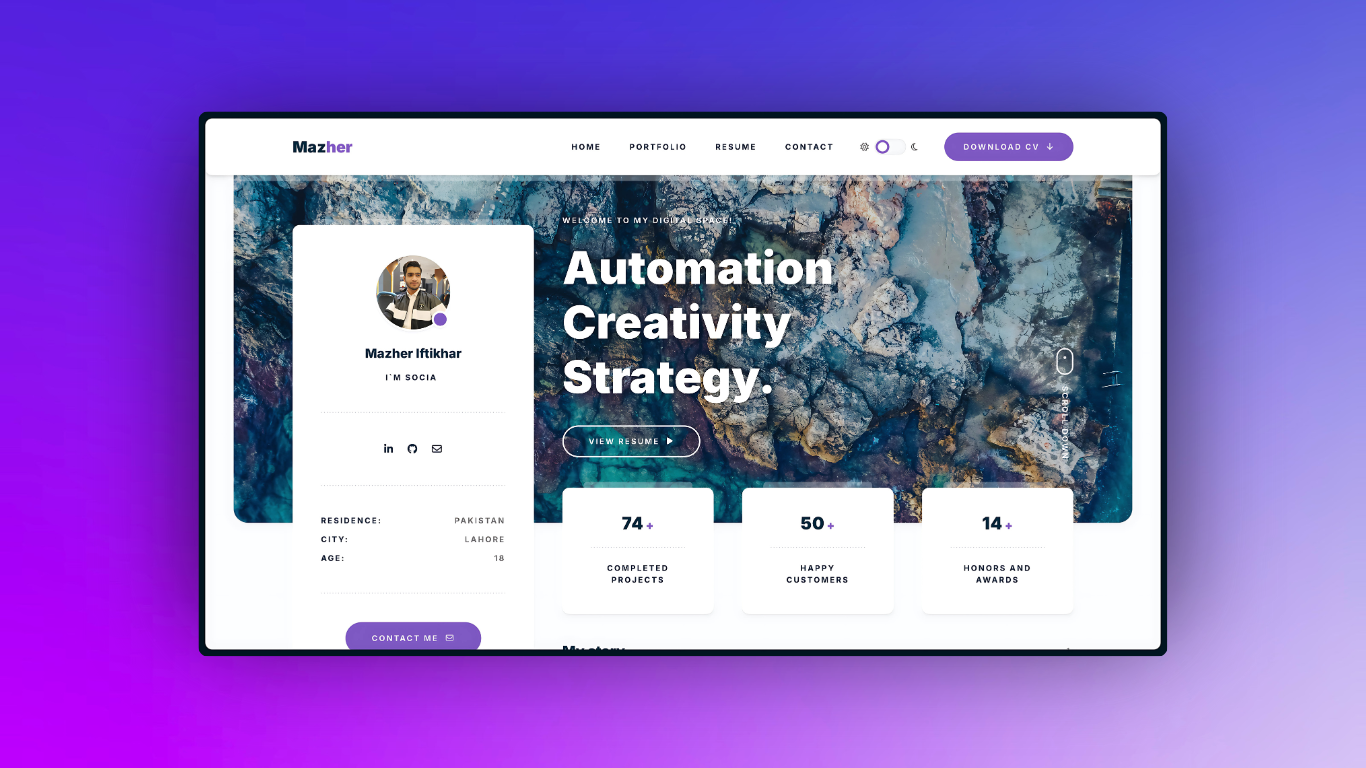 Mazher
HOME PORTFOLIO RESUME CONTACT
DOWNLOAD CV
WELCOME TO MY DIGITAL SPACE!
Automation
Creativity
Strategy.
VIEW RESUME
SCROLL DOWN
Mazher Iftikhar
I`M SOCIA
RESIDENCE: PAKISTAN
CITY: LAHORE
AGE: 18
CONTACT ME
74 +
COMPLETED
PROJECTS
50 +
HAPPY
CUSTOMERS
14 +
HONORS AND
AWARDS
My story